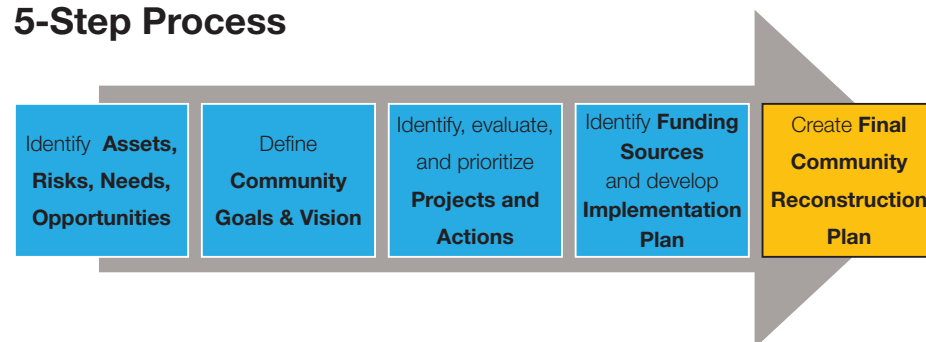 5-Step Process
Identify Assets,
Risks, Needs,
Opportunities
Define
Community
Goals & Vision
Identify, evaluate,
and prioritize
Projects and
Actions
Identify Funding
Sources
and develop
Implementation
Plan
Create Final
Community
Reconstruction
Plan